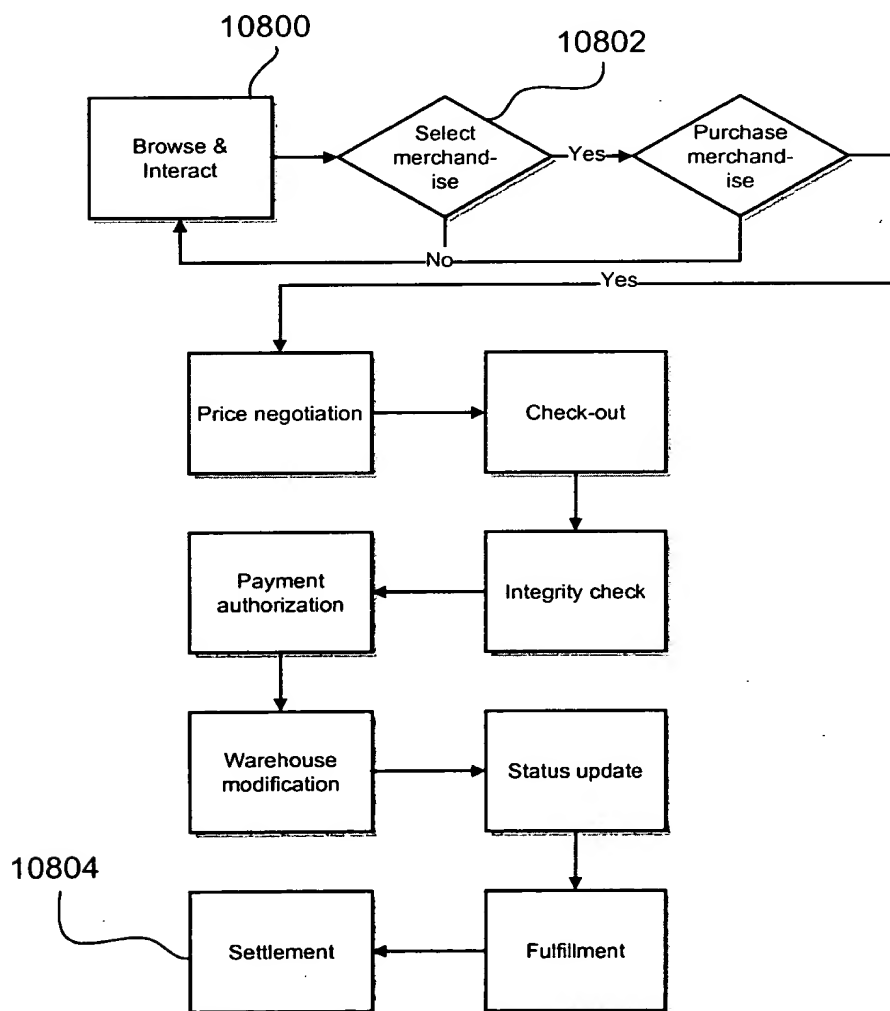 10800
10802
Browse &
Interact
Select
merchand-
ise
Yes
Purchase
merchand-
ise
No
Yes
Price negotiation
Check-out
Payment
authorization
Integrity check
Warehouse
modification
Status update
10804
Settlement
Fulfillment